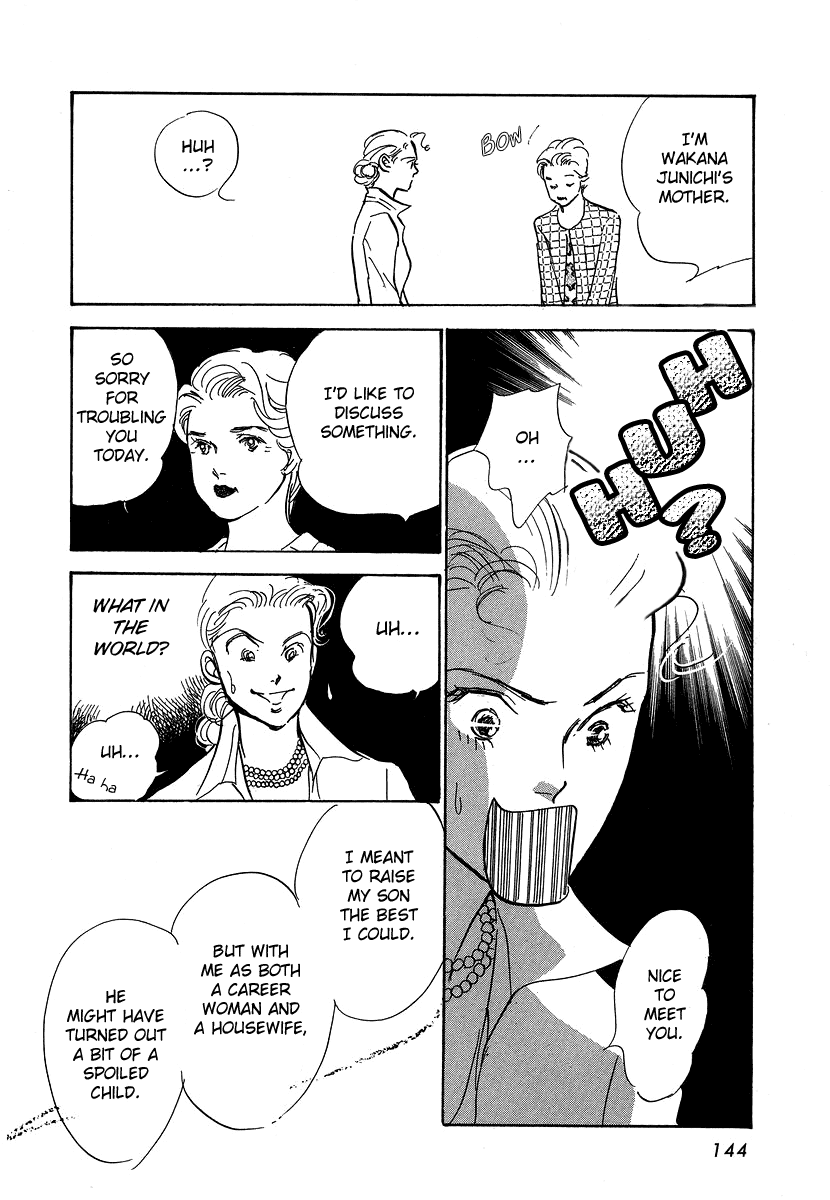 I'M
WAKANA
JUNICHI'S
MOTHER.
BOW
HUH
...?
HUH?
OH
...
NICE
TO
MEET
YOU.
I'D LIKE TO
DISCUSS
SOMETHING.
SO
SORRY
FOR
TROUBLING
YOU
TODAY.
UH...
WHAT IN
THE
WORLD?
UH...
Ha ha
I MEANT
TO RAISE
MY SON
THE BEST
I COULD.
BUT WITH
ME AS BOTH
A CAREER
WOMAN AND
A HOUSEWIFE,
HE
MIGHT HAVE
TURNED OUT
A BIT OF A
SPOILED
CHILD.
144